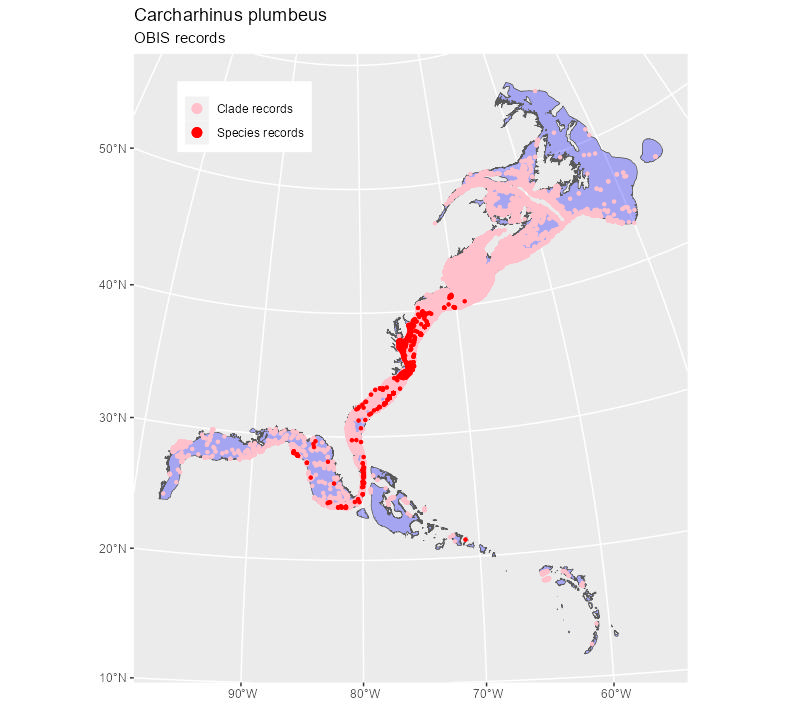 Carcharhinus plumbeus
OBIS records
Clade records
Species records
50°N
40°N
30°N
20°N
10°N
90°W
80°W
70°W
60°W